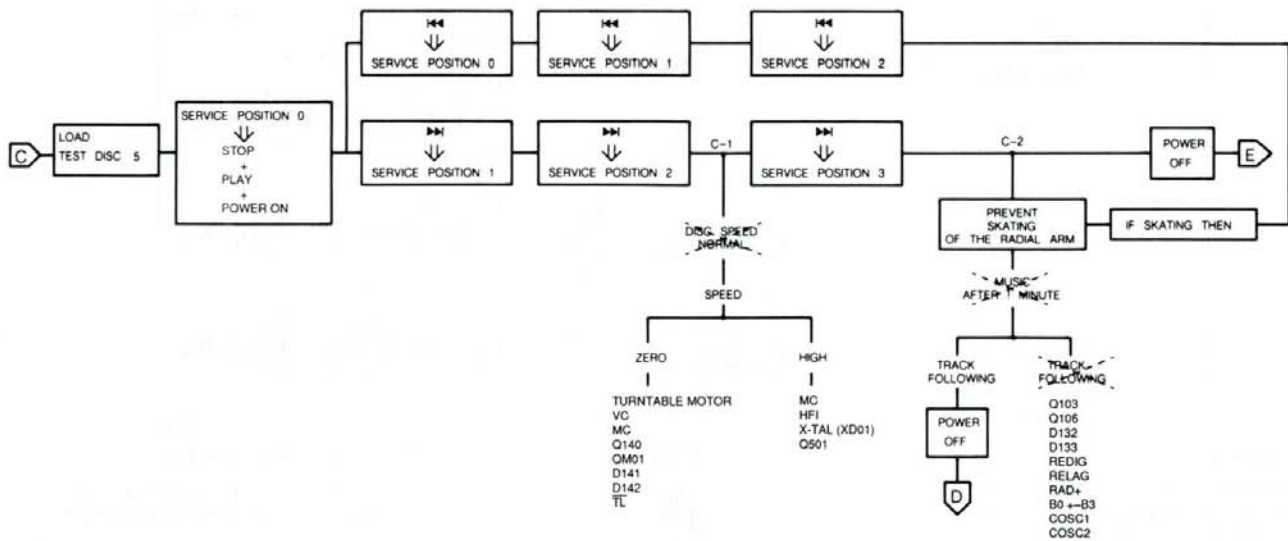 SERVICE POSITION 0
SERVICE POSITION 1
SERVICE POSITION 2
C
LOAD
TEST DISC 5
SERVICE POSITION 0
STOP
+
PLAY
+
POWER ON
SERVICE POSITION 1
SERVICE POSITION 2
C-1
SERVICE POSITION 3
C-2
POWER
OFF
E
DISC SPEED
NORMAL
SPEED
ZERO
TURNTABLE MOTOR
VC
MC
Q140
QM01
D141
D142
TL
HIGH
MC
HFI
X-TAL (XD01)
Q501
PREVENT
SKATING
OF THE RADIAL ARM
IF SKATING THEN
MUSIC
AFTER 1 MINUTE
TRACK
FOLLOWING
POWER
OFF
D
TRACK
FOLLOWING
Q103
Q106
D132
D133
REDIG
RELAG
RAD+
B0 +-B3
COSC1
COSC2